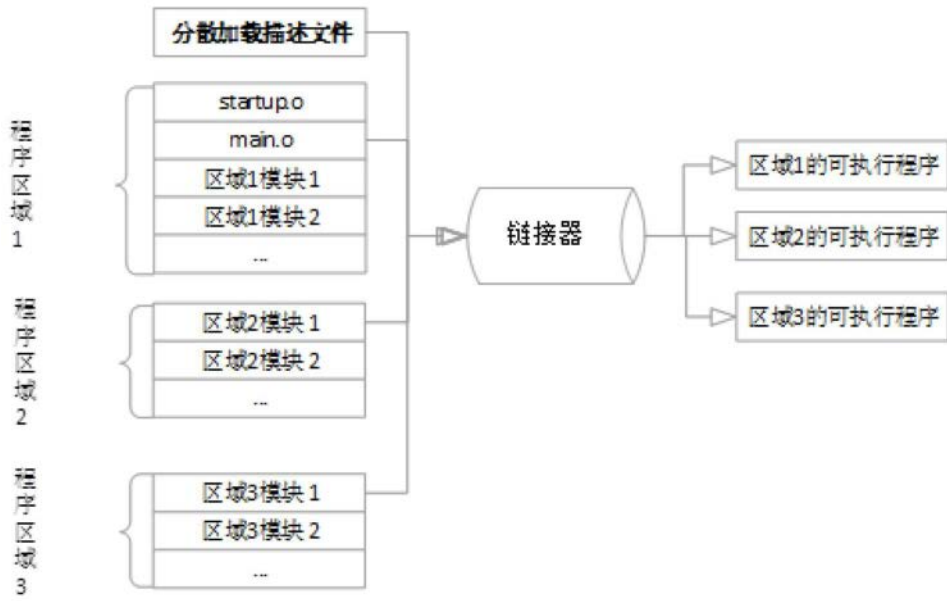 分散加载描述文件
程序区域1
startup.o
main.o
区域1模块1
区域1模块2
...
程序区域2
区域2模块1
区域2模块2
...
程序区域3
区域3模块1
区域3模块2
...
链接器
区域1的可执行程序
区域2的可执行程序
区域3的可执行程序